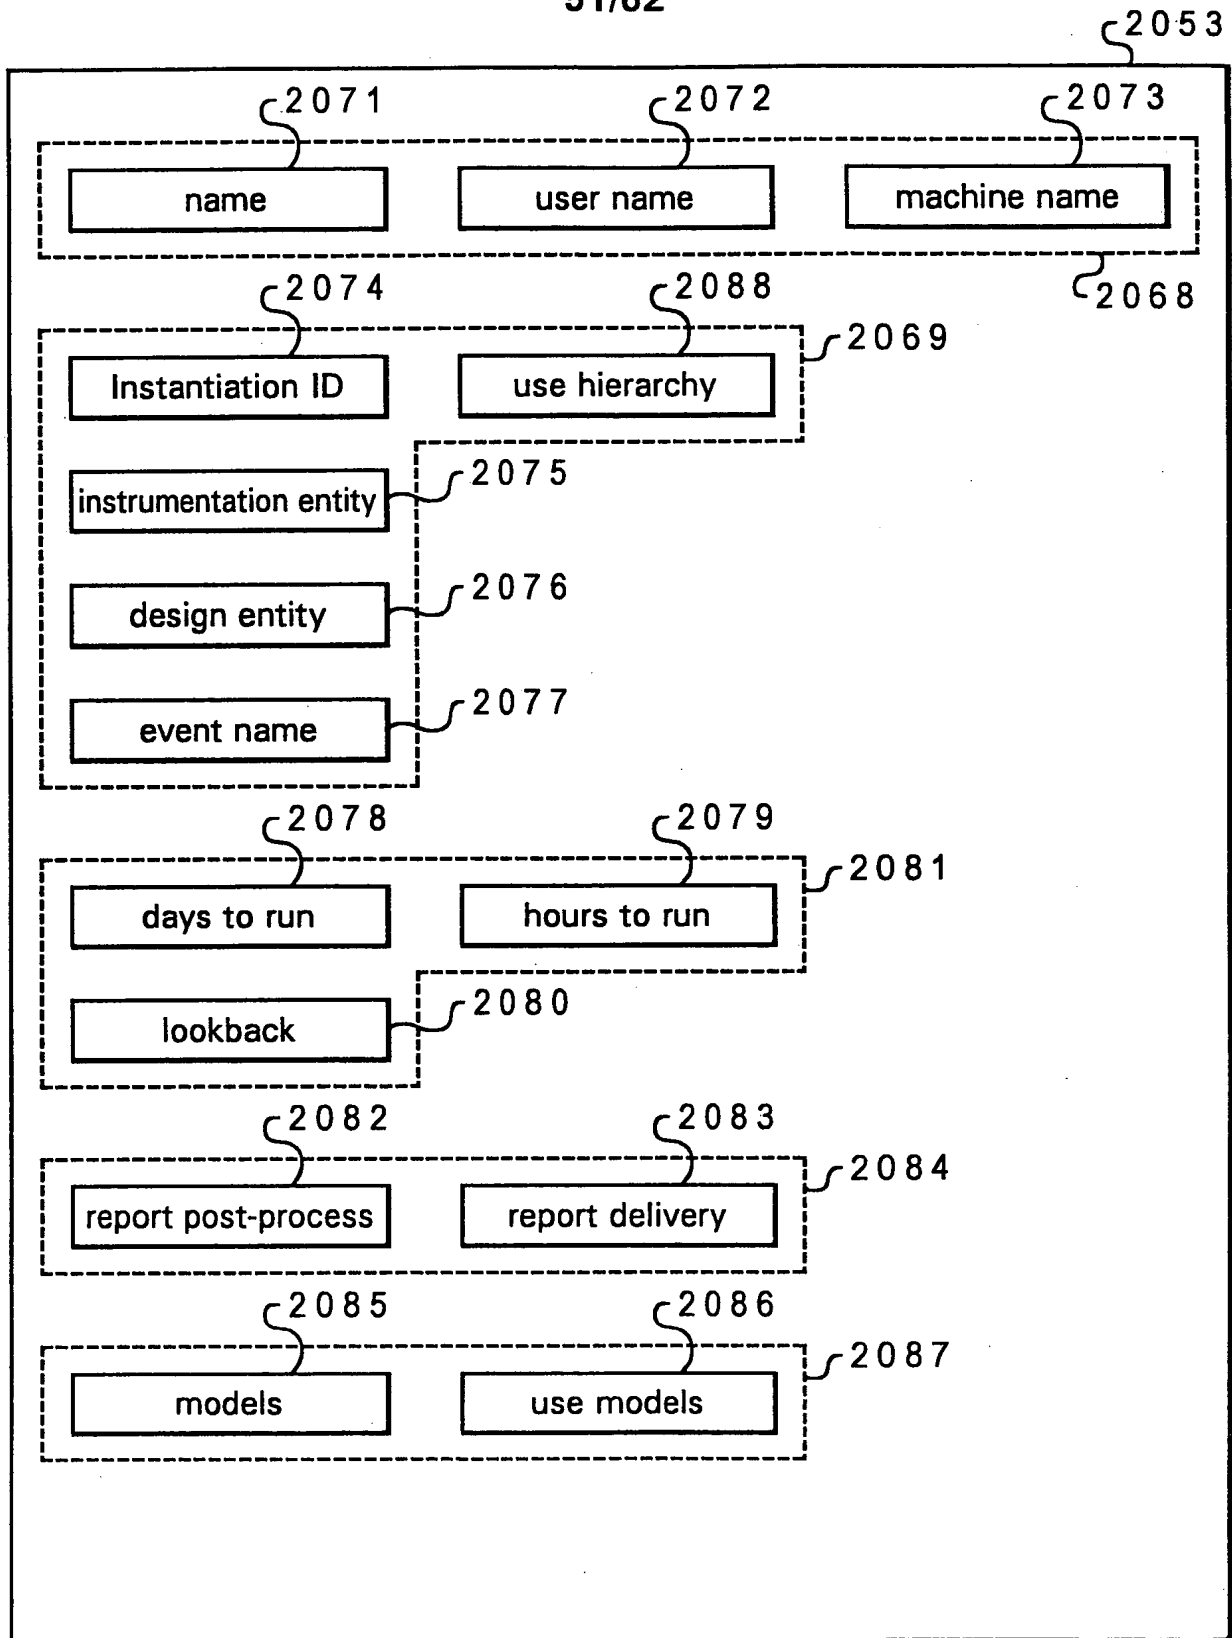 2053
2071 2072 2073
name user name machine name
2068
2074 2088
2069
Instantiation ID use hierarchy
2075
instrumentation entity
2076
design entity
2077
event name
2078 2079
2081
days to run hours to run
2080
lookback
2082 2083
2084
report post-process report delivery
2085 2086
2087
models use models